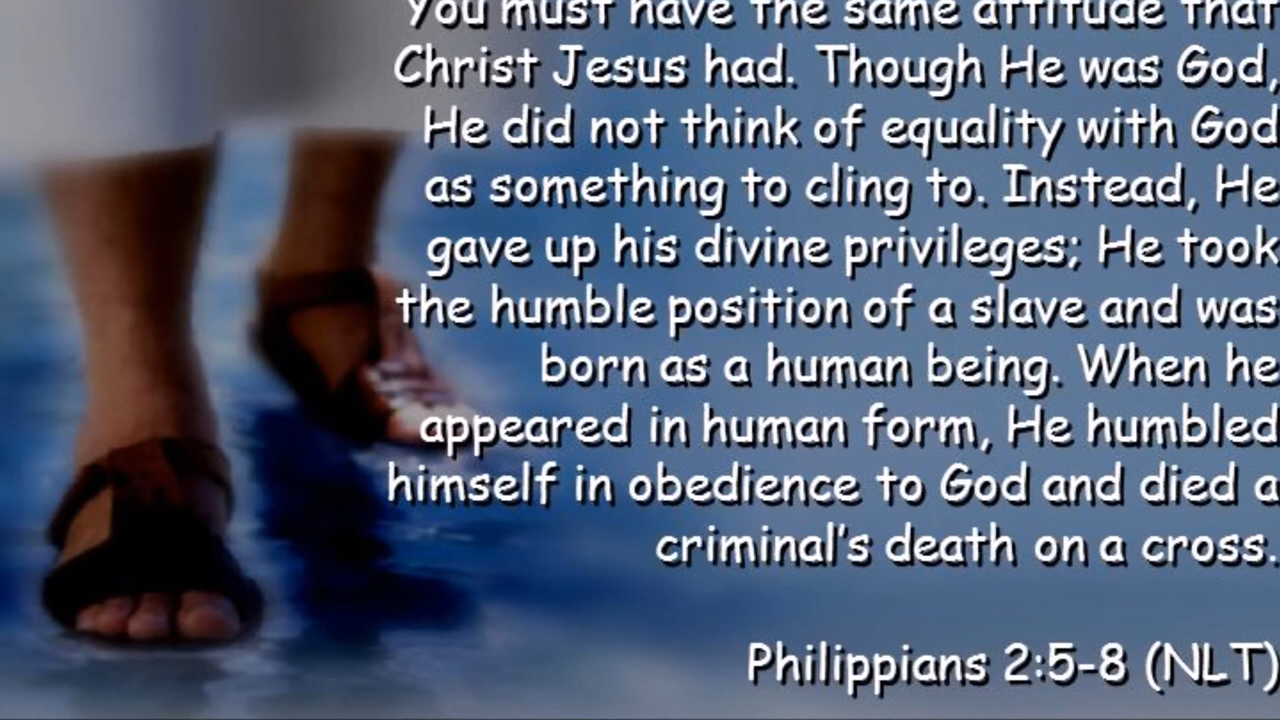 You must have the same attitude that
Christ Jesus had. Though He was God,
He did not think of equality with God
as something to cling to. Instead, He
gave up his divine privileges; He took
the humble position of a slave and was
born as a human being. When he
appeared in human form, He humbled
himself in obedience to God and died a
criminal's death on a cross.
Philippians 2:5-8 (NLT)